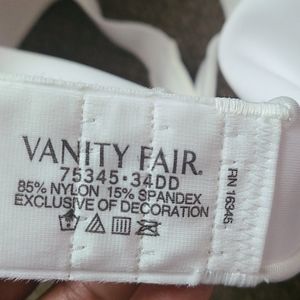 VANITY FAIR.
75345·34DD
85% NYLON 15% SPANDEX
EXCLUSIVE OF DECORATION
RN 16345